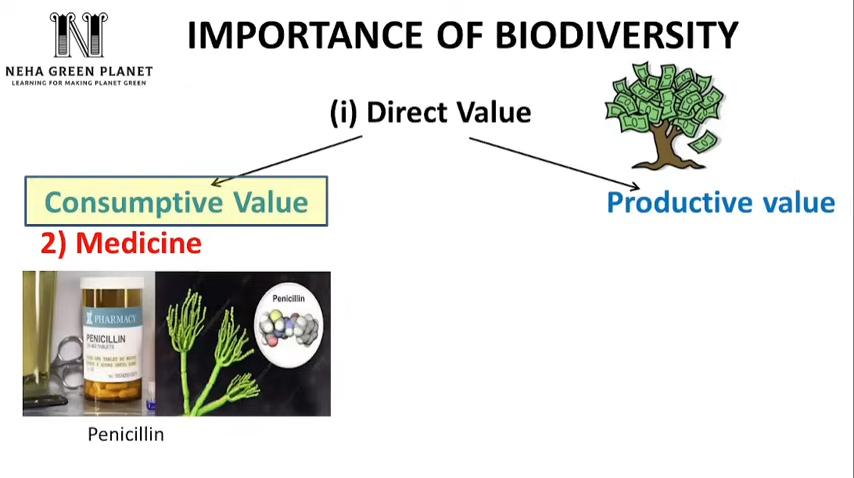 N
NEHA GREEN PLANET
LEARNING FOR MAKING PLANET GREEN
IMPORTANCE OF BIODIVERSITY
(i) Direct Value
Consumptive Value
Productive value
2) Medicine
PHARMACY
PENICILLIN
Penicillin
Penicillin